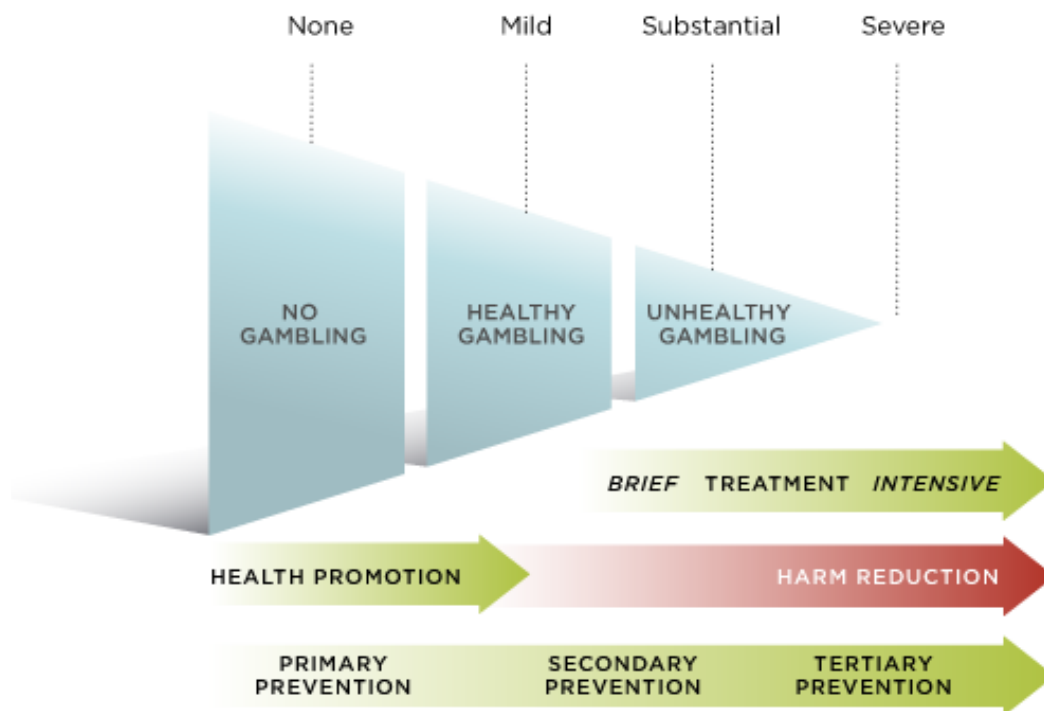 None Mild Substantial Severe
NO
GAMBLING
HEALTHY
GAMBLING
UNHEALTHY
GAMBLING
BRIEF TREATMENT INTENSIVE
HEALTH PROMOTION
HARM REDUCTION
PRIMARY
PREVENTION
SECONDARY
PREVENTION
TERTIARY
PREVENTION